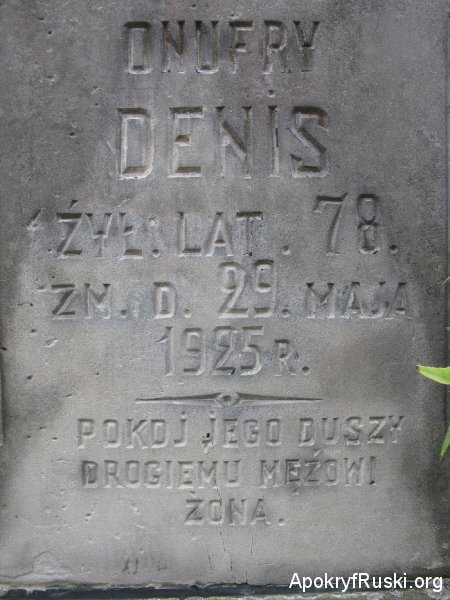 ONUFRY
DENIS
ŻYŁ. LAT. 78.
ZM. D. 29. MAJA
1925 R.
POKÓJ JEGO DUSZY
DROGIEMU MĘŻOWI
ŻONA.
ApokryfRuski.org